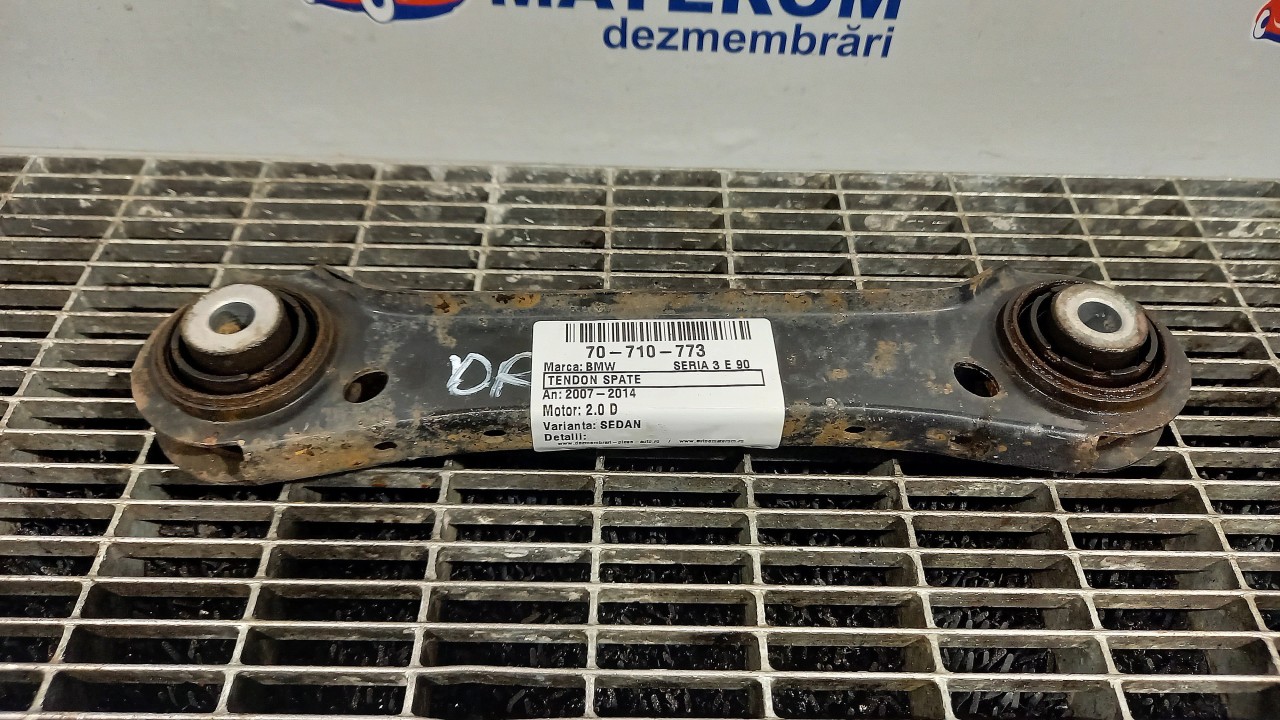 MATEROM
dezmembrări
70-710-773
Marca: BMW SERIA 3 E 90
TENDON SPATE
An: 2007-2014
Motor: 2.0 D
Varianta: SEDAN
Detalii: